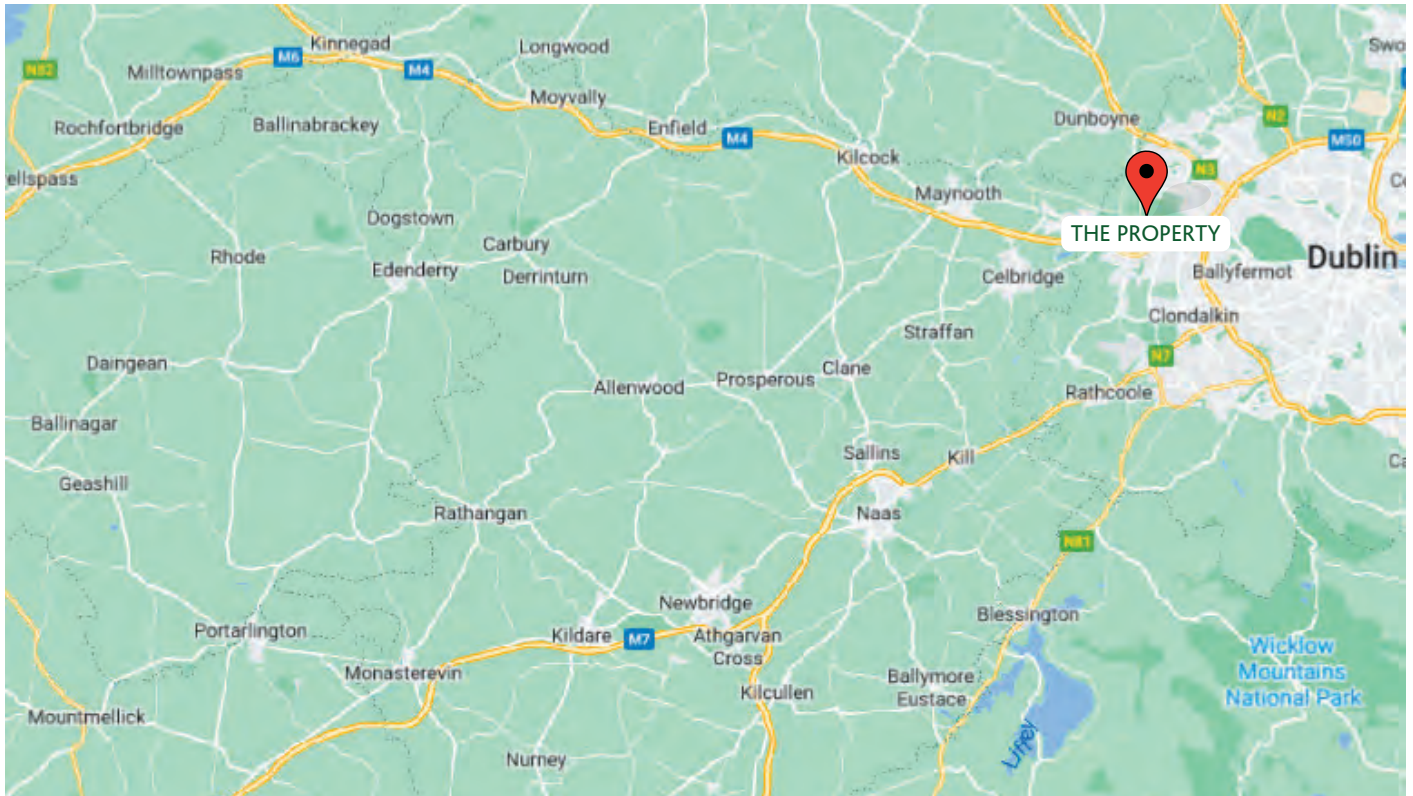 Kinnegad
Longwood
Swo
M6
N52
Milltownpass
M4
Moyvally
Dunboyne
N2
Rochfortbridge
Ballinabrackey
Enfield
M4
M50
Kilcock
N3
ellspass
Maynooth
Dogstown
THE PROPERTY
Carbury
Rhode
Edenderry
Derrinturn
Celbridge
Ballyfermot
Dublin
Clondalkin
Straffan
N7
Daingean
Allenwood
Prosperous
Clane
Rathcoole
Ballinagar
Sallins
Kill
Ca
Geashill
Rathangan
Naas
N81
Newbridge
Blessington
Portarlington
Kildare
M7
Athgarvan
Cross
Monasterevin
Wicklow
Mountains
National Park
Ballymore
Eustace
Kilcullen
Mountmellick
Liffey
Nurney